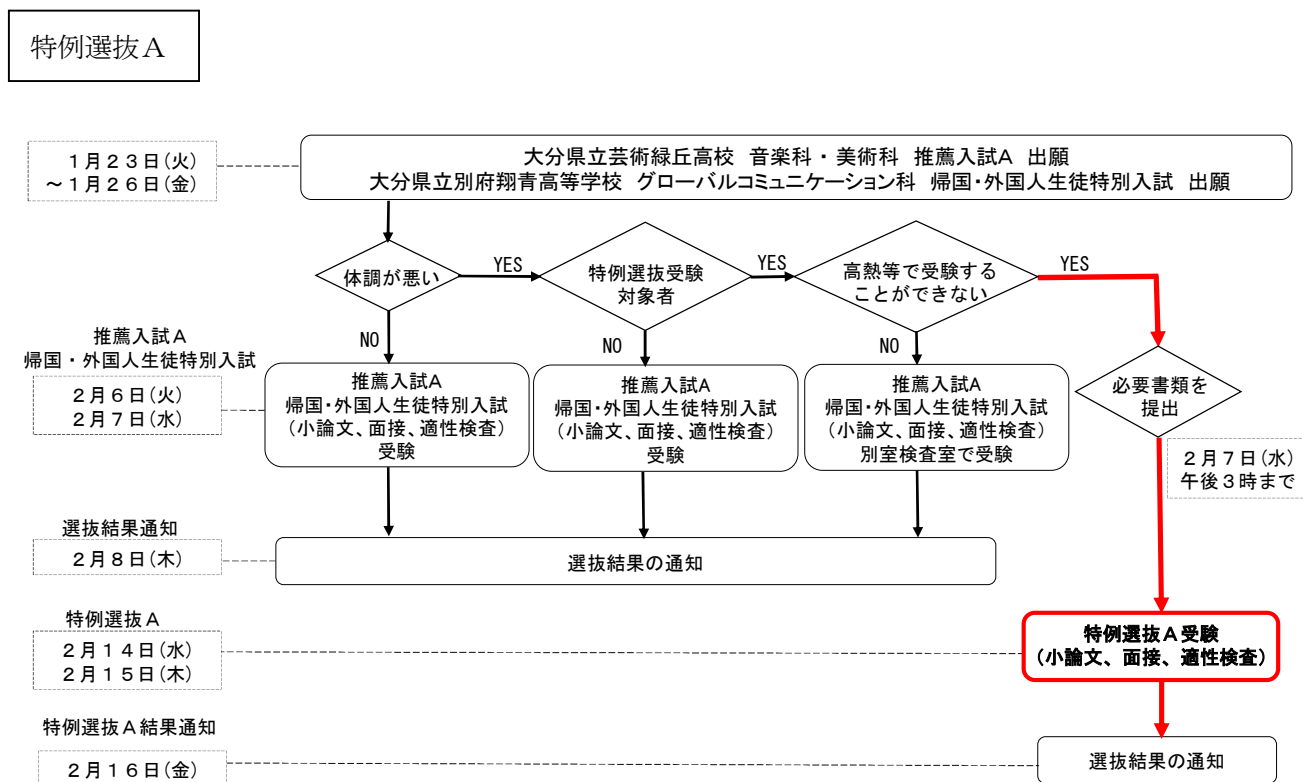 特例選抜A
１月２３日(火)
～１月２６日(金)
大分県立芸術緑丘高校 音楽科・美術科 推薦入試A 出願
大分県立別府翔青高等学校 グローバルコミュニケーション科 帰国・外国人生徒特別入試 出願
体調が悪い
YES
特例選抜受験
対象者
YES
高熱等で受験する
ことができない
YES
NO
NO
NO
推薦入試Ａ
帰国・外国人生徒特別入試
２月６日(火)
２月７日(水)
推薦入試A
帰国・外国人生徒特別入試
(小論文、面接、適性検査)
受験
推薦入試A
帰国・外国人生徒特別入試
(小論文、面接、適性検査)
受験
推薦入試A
帰国・外国人生徒特別入試
(小論文、面接、適性検査)
別室検査室で受験
必要書類を
提出
２月７日(水)
午後３時まで
選抜結果通知
２月８日(木)
選抜結果の通知
特例選抜Ａ
２月１４日(水)
２月１５日(木)
特例選抜Ａ受験
(小論文、面接、適性検査)
特例選抜Ａ結果通知
２月１６日(金)
選抜結果の通知